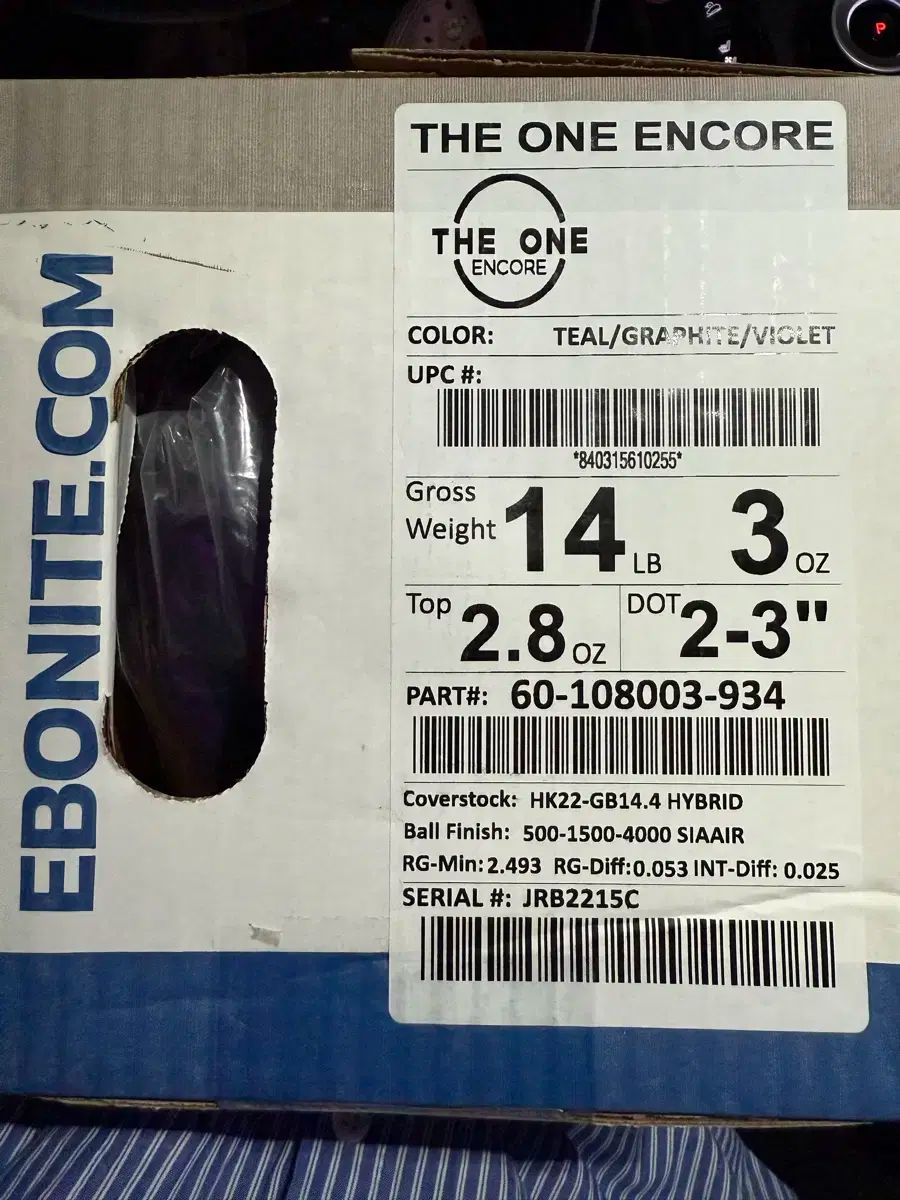 P
EBONITE.COM
THE ONE ENCORE
THE ONE
ENCORE
COLOR: TEAL/GRAPHITE/VIOLET
UPC #:
*840315610255*
Gross Weight 14 LB 3 OZ
Top 2.8 OZ DOT 2-3"
PART#: 60-108003-934
Coverstock: HK22-GB14.4 HYBRID
Ball Finish: 500-1500-4000 SIAAIR
RG-Min: 2.493 RG-Diff: 0.053 INT-Diff: 0.025
SERIAL #: JRB2215C